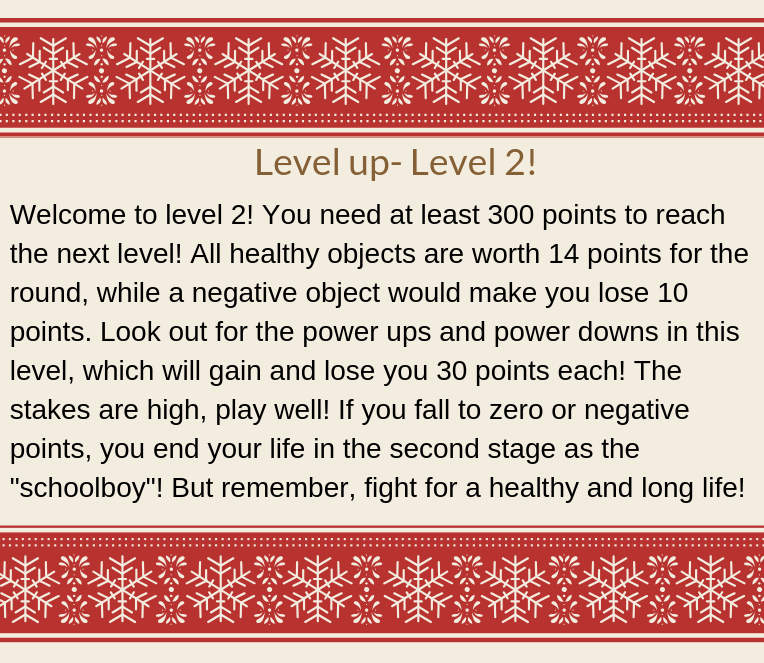 Level up- Level 2!
Welcome to level 2! You need at least 300 points to reach
the next level! All healthy objects are worth 14 points for the
round, while a negative object would make you lose 10
points. Look out for the power ups and power downs in this
level, which will gain and lose you 30 points each! The
stakes are high, play well! If you fall to zero or negative
points, you end your life in the second stage as the
"schoolboy"! But remember, fight for a healthy and long life!